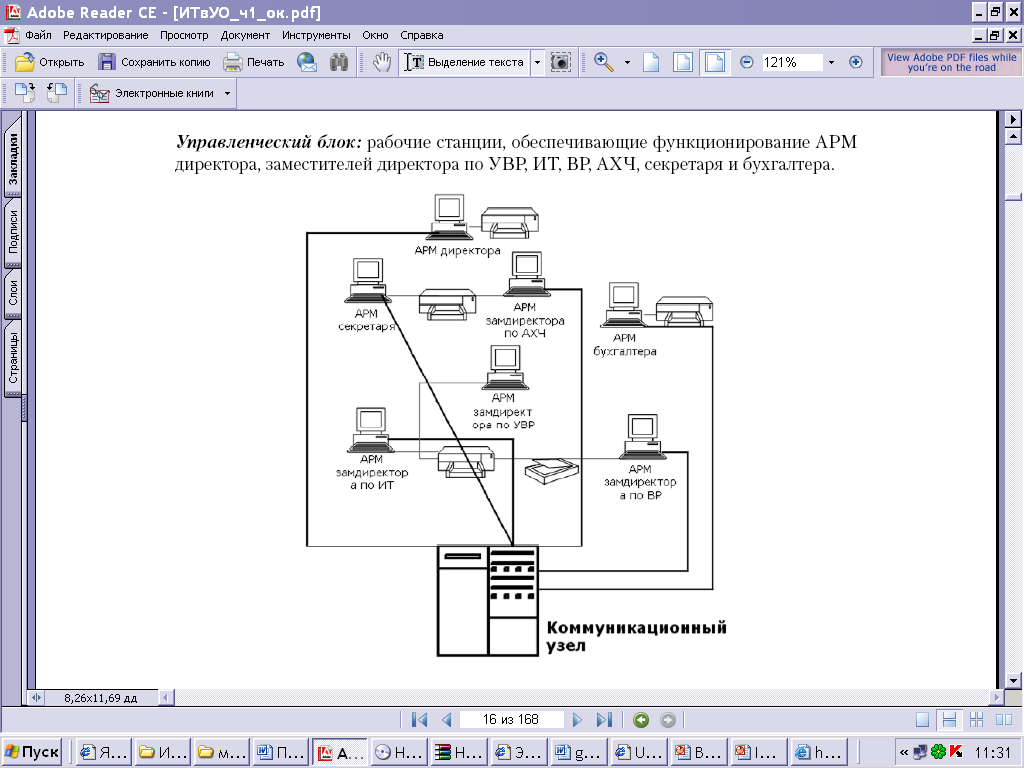 Adobe Reader CE - [ИТвУО_ч1_ок.pdf]
Файл Редактирование Просмотр Документ Инструменты Окно Справка
Открыть Сохранить копию Печать Выделение текста 121%
View Adobe PDF files while
you're on the road
Электронные книги
Закладки
Подписи
Слои
Страницы
Управленческий блок: рабочие станции, обеспечивающие функционирование АРМ
директора, заместителей директора по УВР, ИТ, ВР, АХЧ, секретаря и бухгалтера.
АРМ директора
АРМ
секретаря
АРМ
замдиректора
по АХЧ
АРМ
бухгалтера
АРМ
замдирект
ора по УВР
АРМ
замдиректор
а по ИТ
АРМ
замдиректор
а по ВР
Коммуникационный
узел
8,26x11,69 дд
16 из 168
Пуск Я... И... м... П... A... Н... Н... Э... g... U... В... I... h... « 11:31